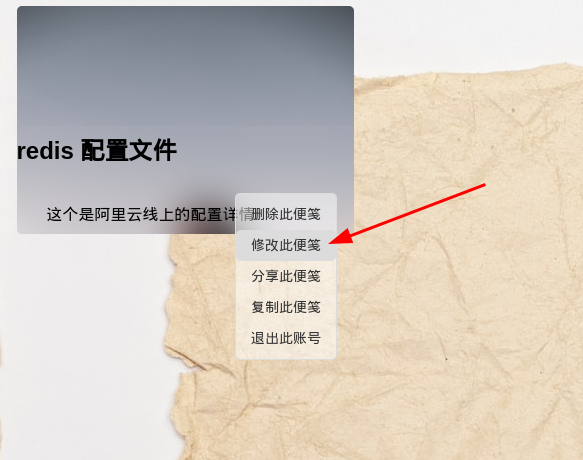 redis 配置文件
这个是阿里云线上的配置详情
删除此便笺
修改此便笺
分享此便笺
复制此便笺
退出此账号